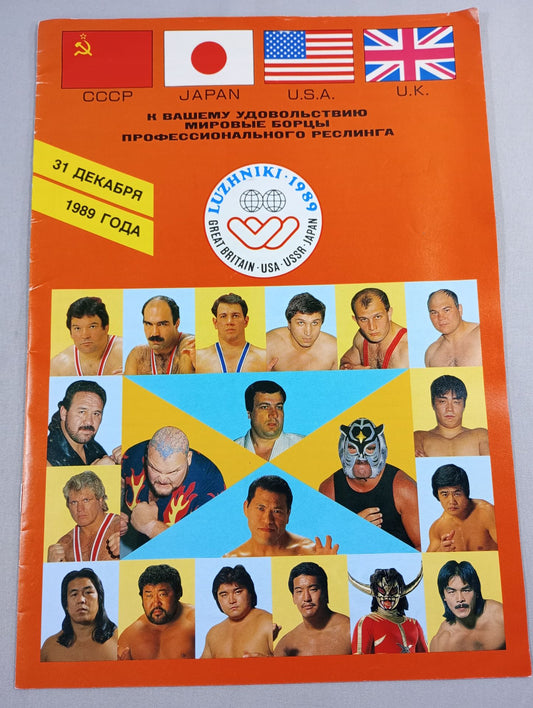 СССР
JAPAN
U.S.A.
U.K.
К ВАШЕМУ УДОВОЛЬСТВИЮ
МИРОВЫЕ БОРЦЫ
ПРОФЕССИОНАЛЬНОГО РЕСЛИНГА
31 ДЕКАБРЯ
1989 ГОДА
LUZHNIKI·1989
GREAT BRITAIN·USA·USSR·JAPAN